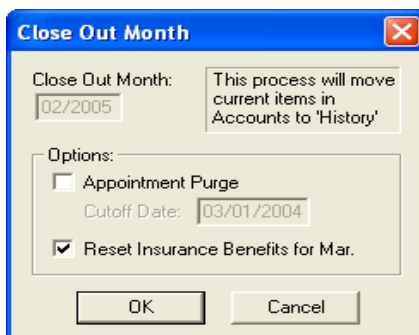 Close Out Month
Close Out Month:
02/2005
This process will move
current items in
Accounts to 'History'
Options:
Appointment Purge
Cutoff Date: 03/01/2004
Reset Insurance Benefits for Mar.
OK
Cancel